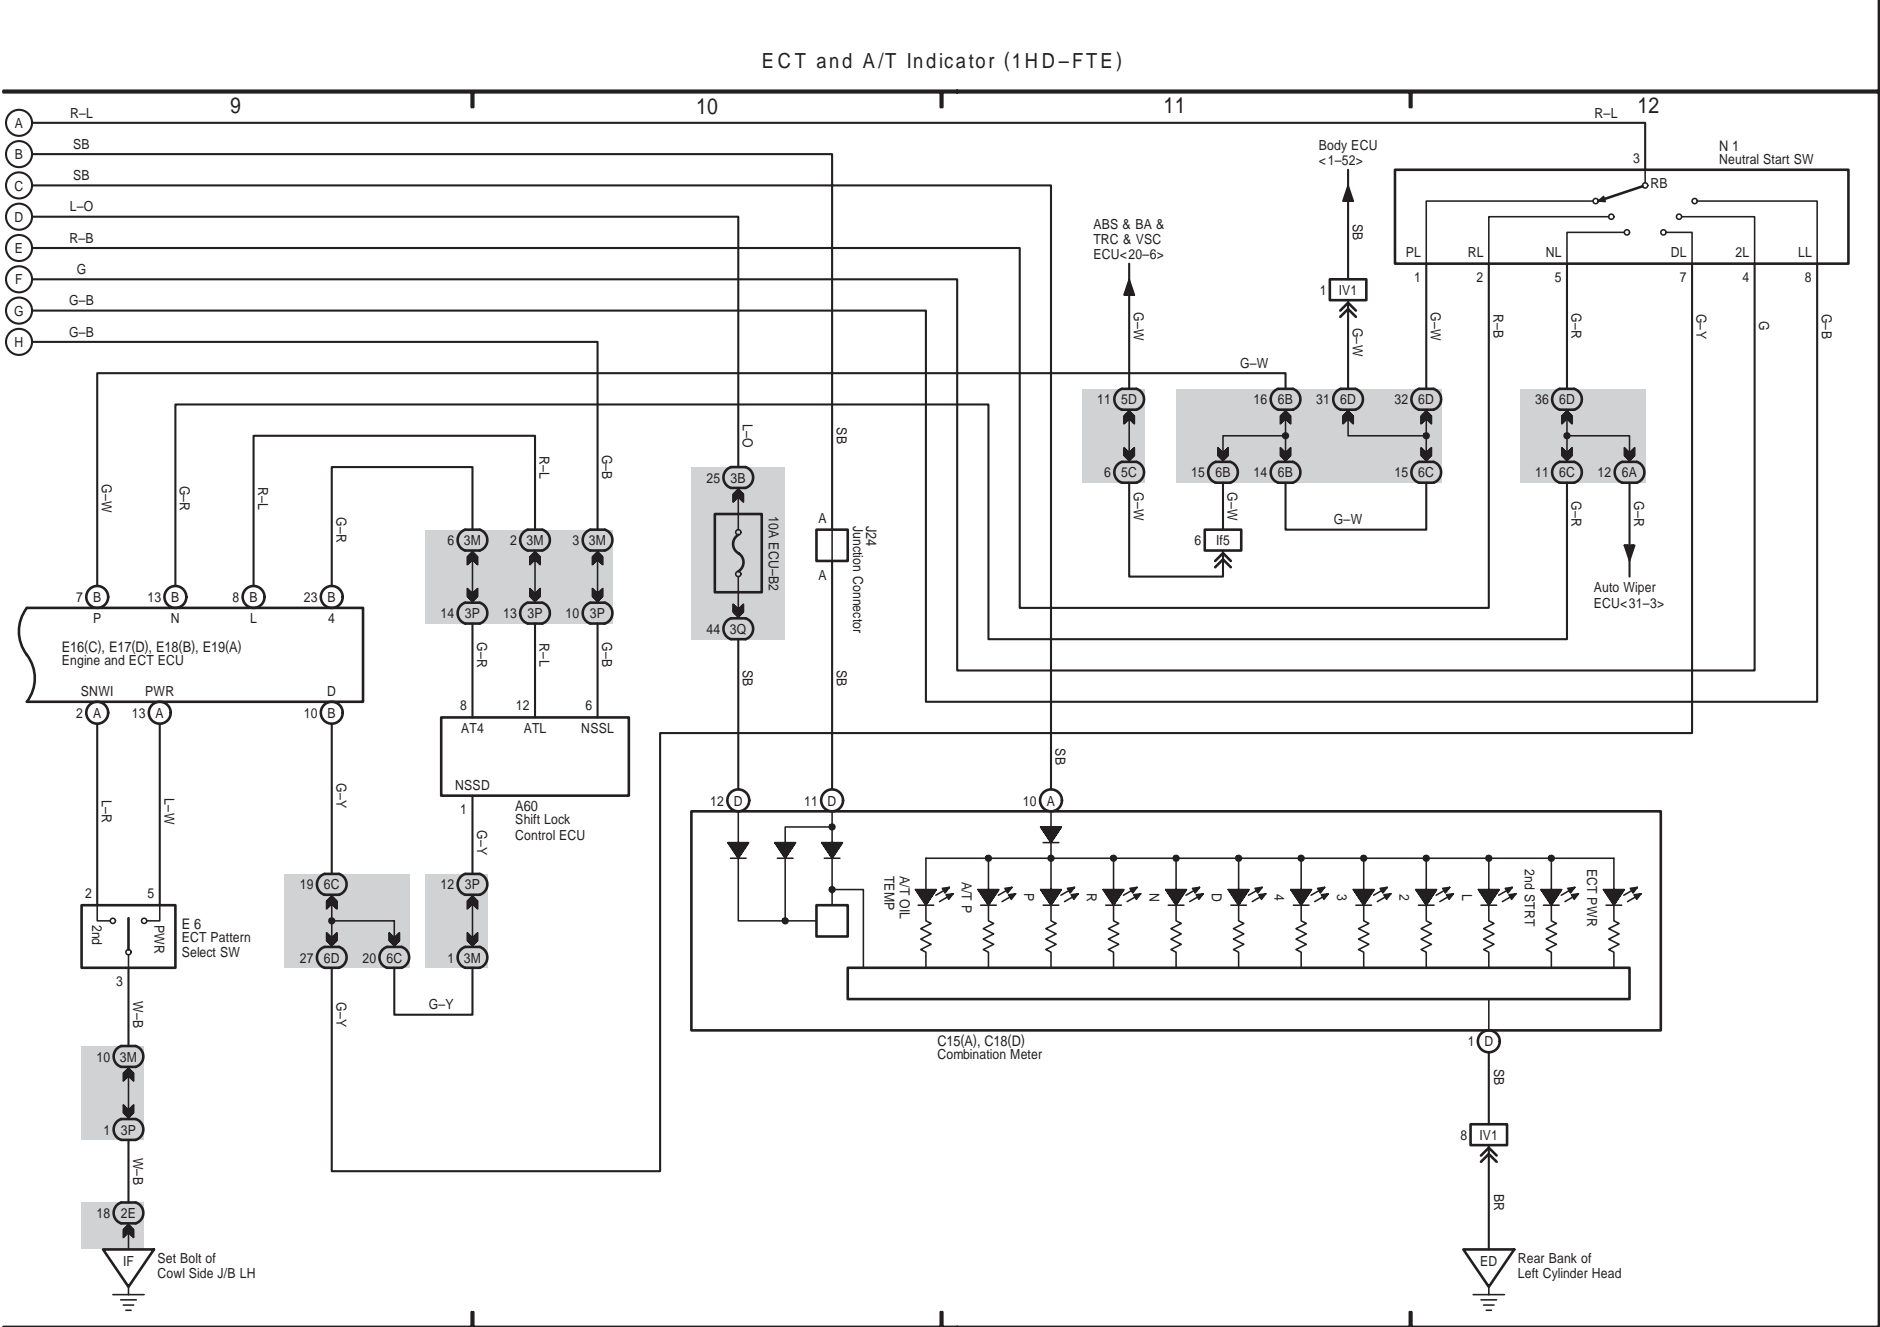 ECT and A/T Indicator (1HD–FTE)
9
10
11
12
A
R–L
R–L
B
SB
C
SB
D
L–O
E
R–B
F
G
G
G–B
H
G–B
Body ECU
<1–52>
SB
1
IV1
G–W
ABS & BA &
TRC & VSC
ECU<20–6>
G–W
N 1
Neutral Start SW
3
RB
PL
RL
NL
DL
2L
LL
1
2
5
7
4
8
G–W
R–B
G–R
G–Y
G
G–B
G–W
11
5D
16
6B
31
6D
32
6D
36
6D
6
5C
15
6B
14
6B
15
6C
11
6C
12
6A
G–W
G–W
G–W
G–R
G–R
6
If5
Auto Wiper
ECU<31–3>
G–W
G–R
R–L
G–R
R–L
G–B
L–O
SB
25
3B
10A ECU–B2
44
3Q
SB
A
J24
Junction Connector
A
SB
6
3M
2
3M
3
3M
14
3P
13
3P
10
3P
G–R
R–L
G–B
7
B
13
B
8
B
23
B
P
N
L
4
E16(C), E17(D), E18(B), E19(A)
Engine and ECT ECU
SNWI
PWR
D
2
A
13
A
10
B
8
12
6
AT4
ATL
NSSL
NSSD
1
A60
Shift Lock
Control ECU
G–Y
L–R
L–W
G–Y
SB
12
D
11
D
10
A
A/T OIL
TEMP
A/T P
P
R
N
D
4
3
2
L
2nd STRT
ECT PWR
2
5
2nd
PWR
E 6
ECT Pattern
Select SW
3
19
6C
27
6D
20
6C
12
3P
1
3M
G–Y
G–Y
W–B
10
3M
1
3P
W–B
18
2E
IF
Set Bolt of
Cowl Side J/B LH
C15(A), C18(D)
Combination Meter
1
D
SB
8
IV1
BR
ED
Rear Bank of
Left Cylinder Head